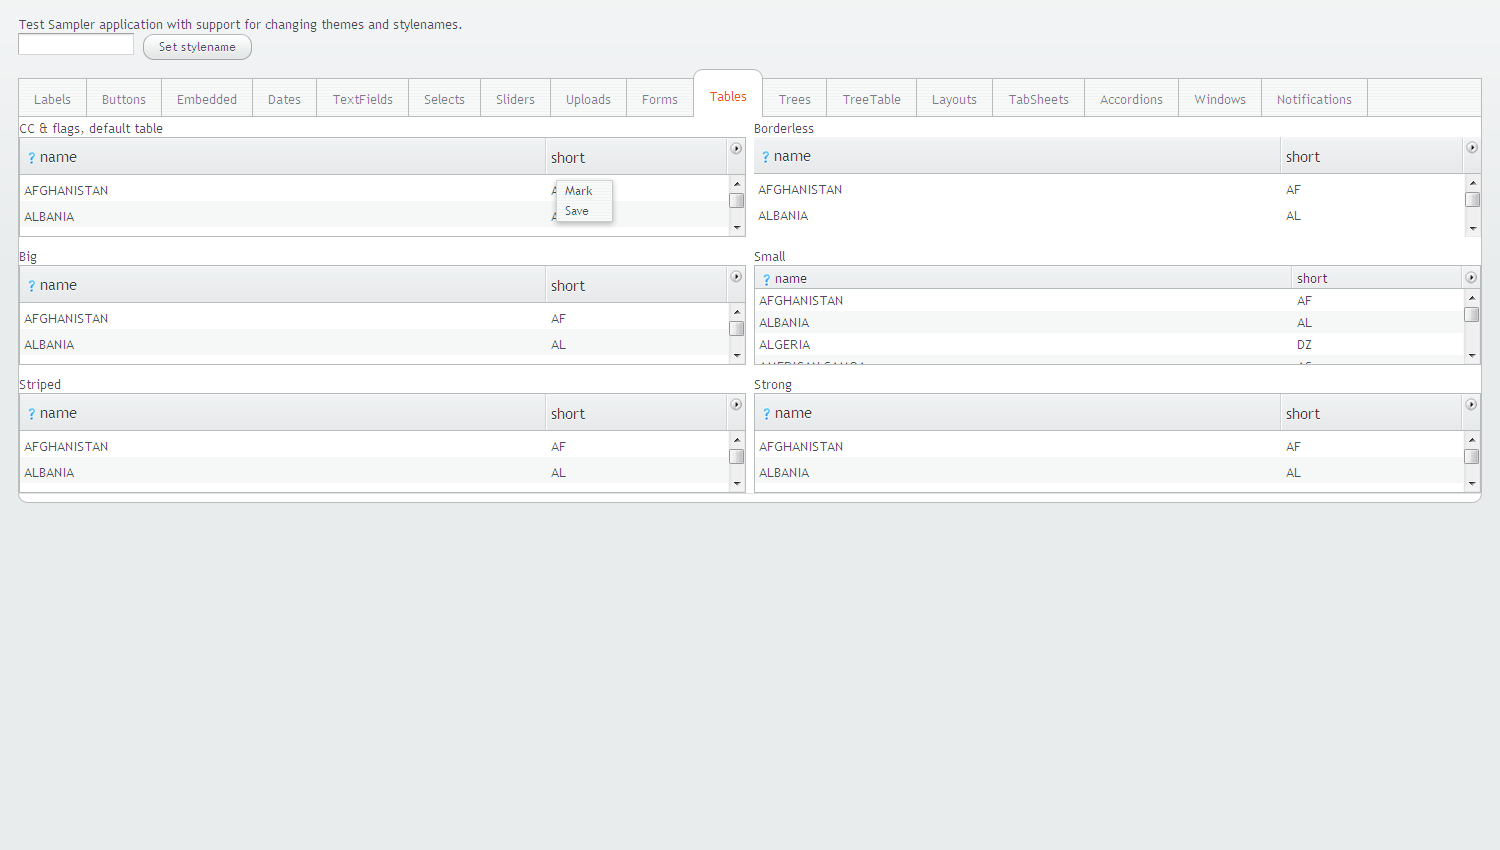 Test Sampler application with support for changing themes and stylenames.
Set stylename
Labels Buttons Embedded Dates TextFields Selects Sliders Uploads Forms Tables Trees TreeTable Layouts TabSheets Accordions Windows Notifications
CC & flags, default table
? name short
AFGHANISTAN
ALBANIA
Mark
Save
Borderless
? name short
AFGHANISTAN AF
ALBANIA AL
Big
? name short
AFGHANISTAN AF
ALBANIA AL
Small
? name short
AFGHANISTAN AF
ALBANIA AL
ALGERIA DZ
Striped
? name short
AFGHANISTAN AF
ALBANIA AL
Strong
? name short
AFGHANISTAN AF
ALBANIA AL